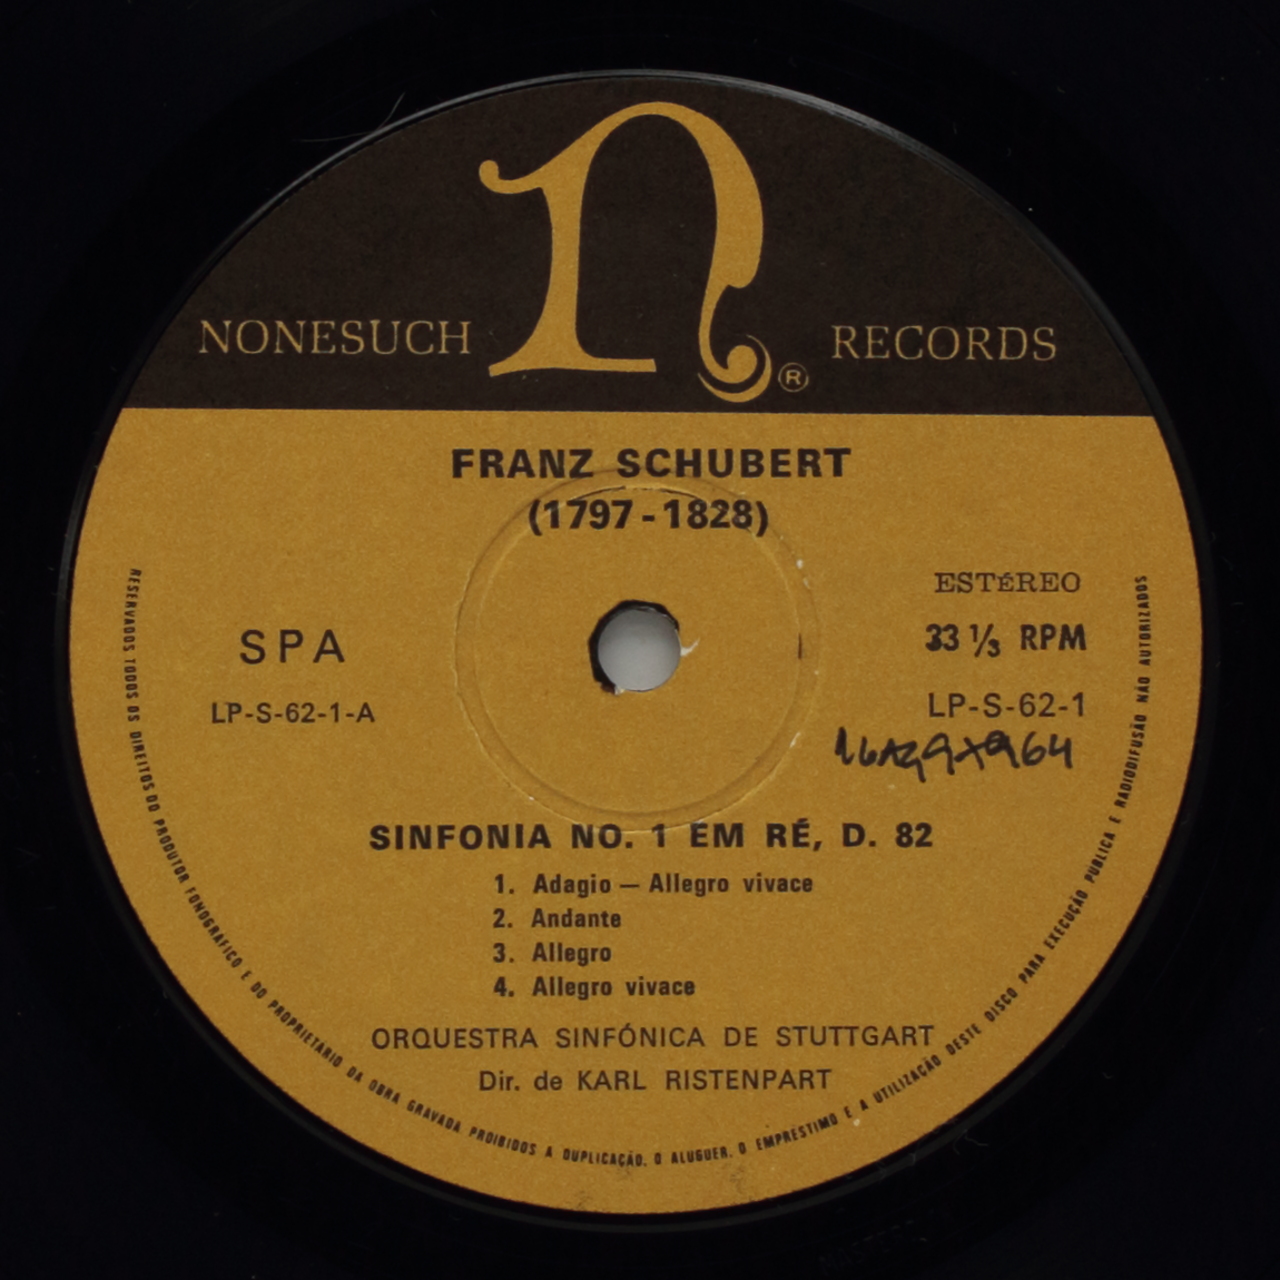 n
NONESUCH RECORDS
®
FRANZ SCHUBERT
(1797-1828)
ESTéREO
SPA
33 ⅓ RPM
LP-S-62-1-A
LP-S-62-1
SINFONIA NO. 1 EM RÉ, D. 82
1. Adagio — Allegro vivace
2. Andante
3. Allegro
4. Allegro vivace
ORQUESTRA SINFÓNICA DE STUTTGART
Dir. de KARL RISTENPART
RESERVADOS TODOS OS DIREITOS DO PRODUTOR FONOGRAFICO E DO PROPRIETARIO DA OBRA GRAVADA PROIBIDOS A DUPLICAÇÃO, O ALUGUER, O EMPRESTIMO E A UTILIZAÇÃO DESTE DISCO PARA EXECUÇÃO PUBLICA E RADIODIFUSÃO NÃO AUTORIZADOS